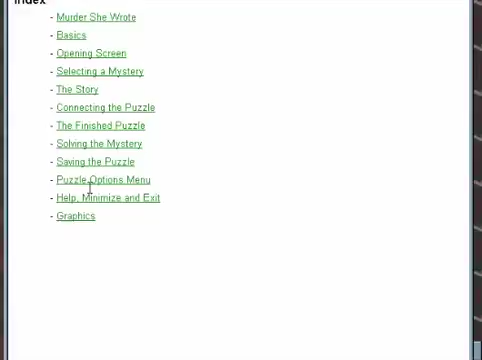 Index
- Murder She Wrote
- Basics
- Opening Screen
- Selecting a Mystery
- The Story
- Connecting the Puzzle
- The Finished Puzzle
- Solving the Mystery
- Saving the Puzzle
- Puzzle Options Menu
- Help, Minimize and Exit
- Graphics